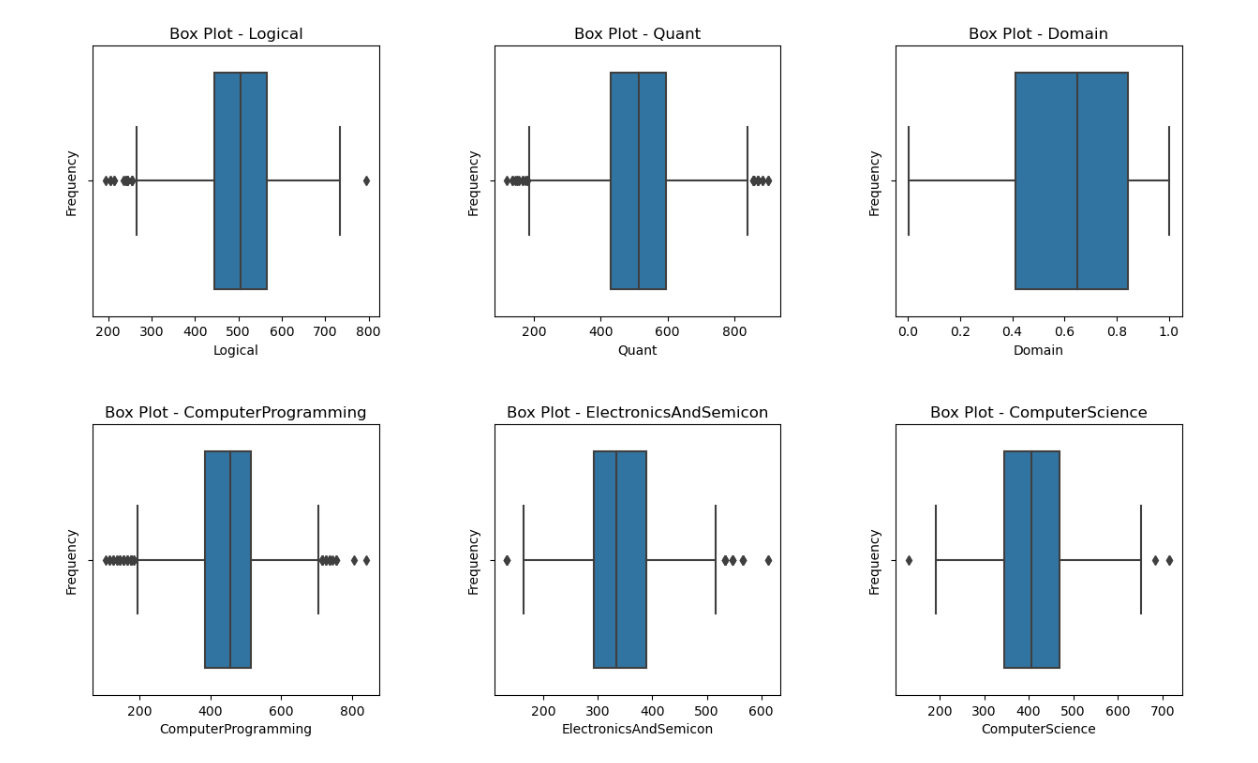 Box Plot - Logical
Frequency
200 300 400 500 600 700 800
Logical
Box Plot - Quant
Frequency
200 400 600 800
Quant
Box Plot - Domain
Frequency
0.0 0.2 0.4 0.6 0.8 1.0
Domain
Box Plot - ComputerProgramming
Frequency
200 400 600 800
ComputerProgramming
Box Plot - ElectronicsAndSemicon
Frequency
200 300 400 500 600
ElectronicsAndSemicon
Box Plot - ComputerScience
Frequency
200 300 400 500 600 700
ComputerScience